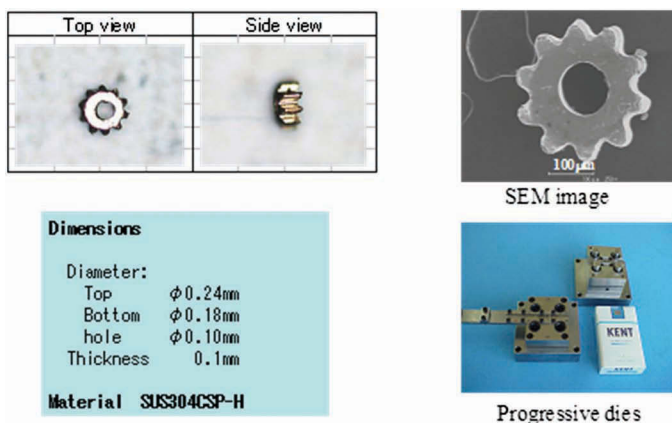 Top view
Side view
100μm
SEM image
Dimensions
Diameter:
Top φ0.24mm
Bottom φ0.18mm
hole φ0.10mm
Thickness 0.1mm
Material SUS304CSP-H
KENT
KENT
Progressive dies